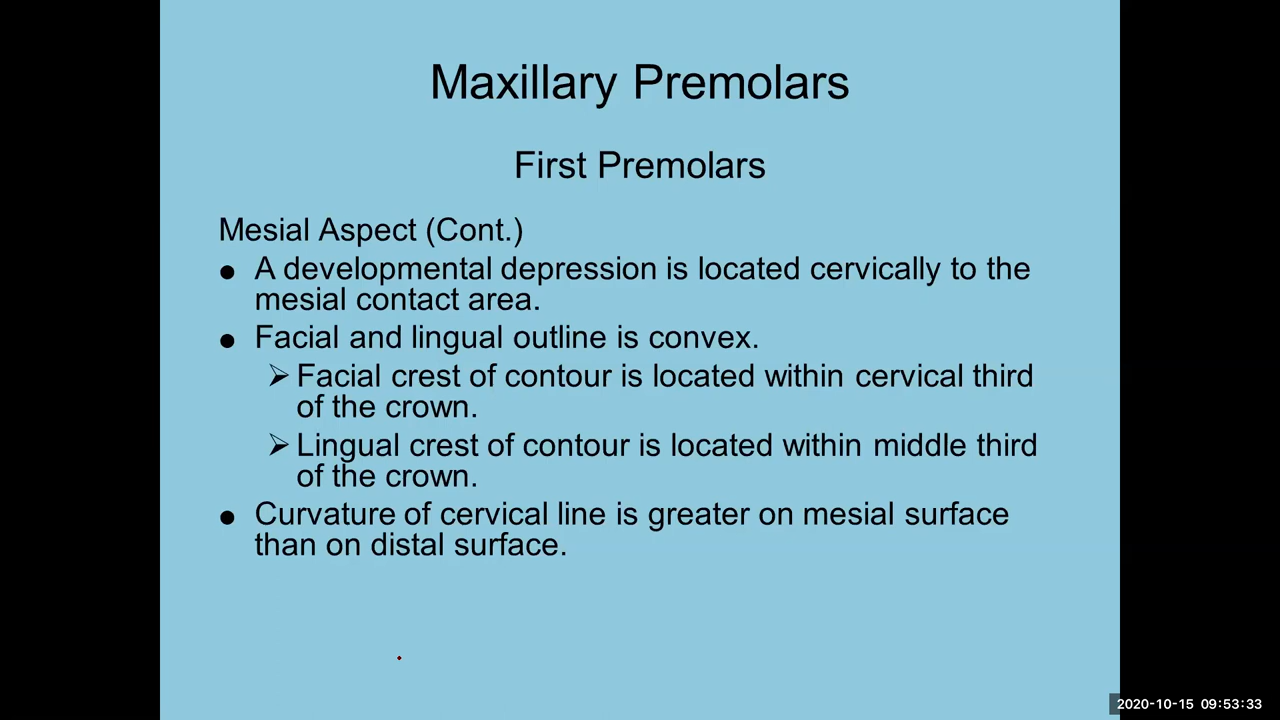 Maxillary Premolars
First Premolars
Mesial Aspect (Cont.)
● A developmental depression is located cervically to the
mesial contact area.
● Facial and lingual outline is convex.
➢ Facial crest of contour is located within cervical third
of the crown.
➢ Lingual crest of contour is located within middle third
of the crown.
● Curvature of cervical line is greater on mesial surface
than on distal surface.
2020-10-15 09:53:33